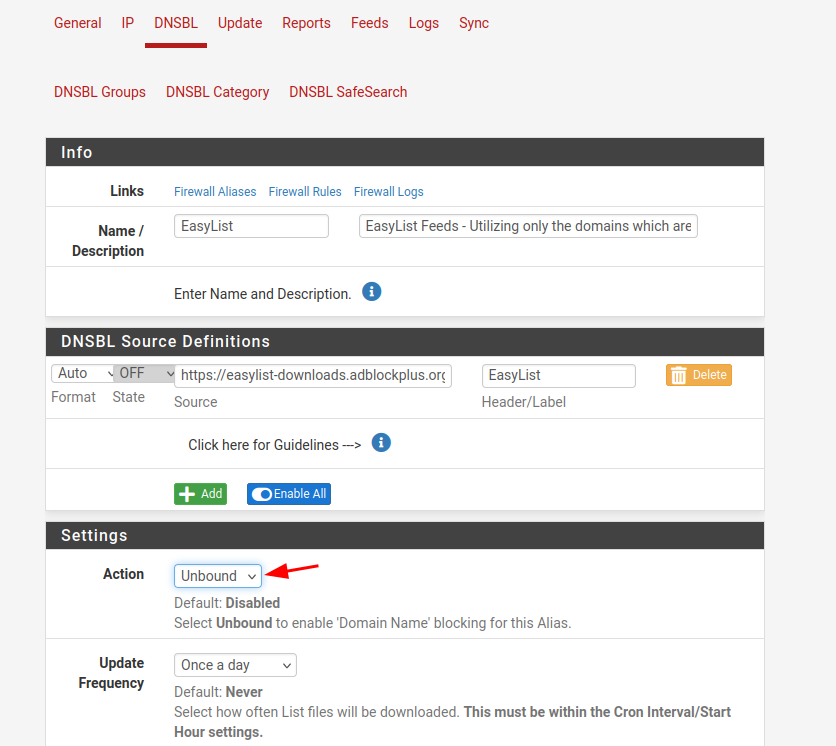 General IP DNSBL Update Reports Feeds Logs Sync
DNSBL Groups DNSBL Category DNSBL SafeSearch
Info
Links Firewall Aliases Firewall Rules Firewall Logs
Name / Description
EasyList EasyList Feeds - Utilizing only the domains which are
Enter Name and Description.
DNSBL Source Definitions
Auto OFF https://easylist-downloads.adblockplus.org EasyList Delete
Format State Source Header/Label
Click here for Guidelines --->
Add Enable All
Settings
Action Unbound
Default: Disabled
Select Unbound to enable 'Domain Name' blocking for this Alias.
Update Frequency
Once a day
Default: Never
Select how often List files will be downloaded. This must be within the Cron Interval/Start
Hour settings.